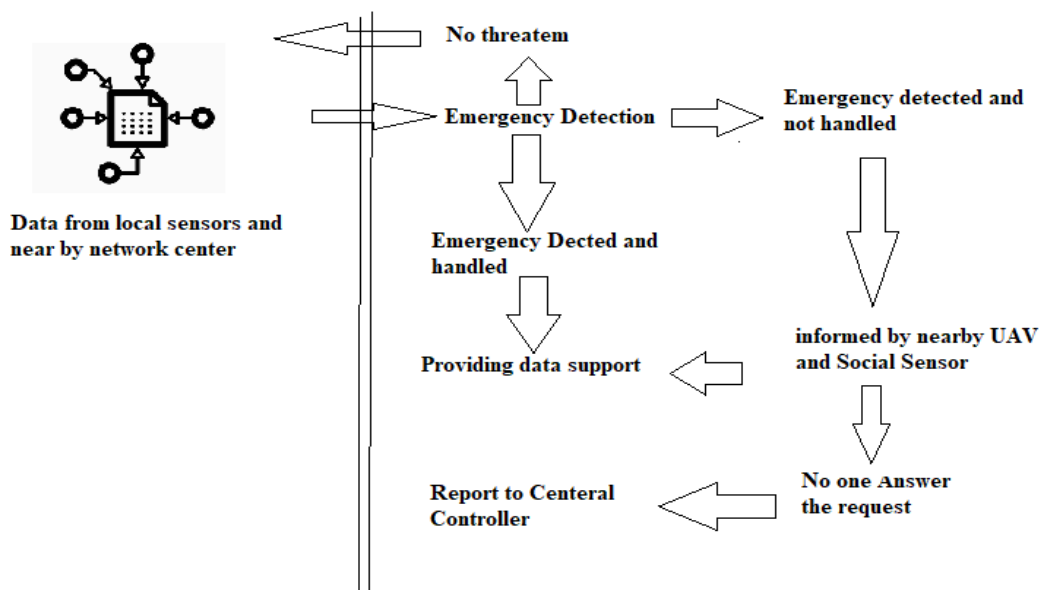 No threatem
Emergency Detection
Emergency detected and
not handled
Data from local sensors and
near by network center
Emergency Dected and
handled
informed by nearby UAV
and Social Sensor
Providing data support
No one Answer
the request
Report to Centeral
Controller